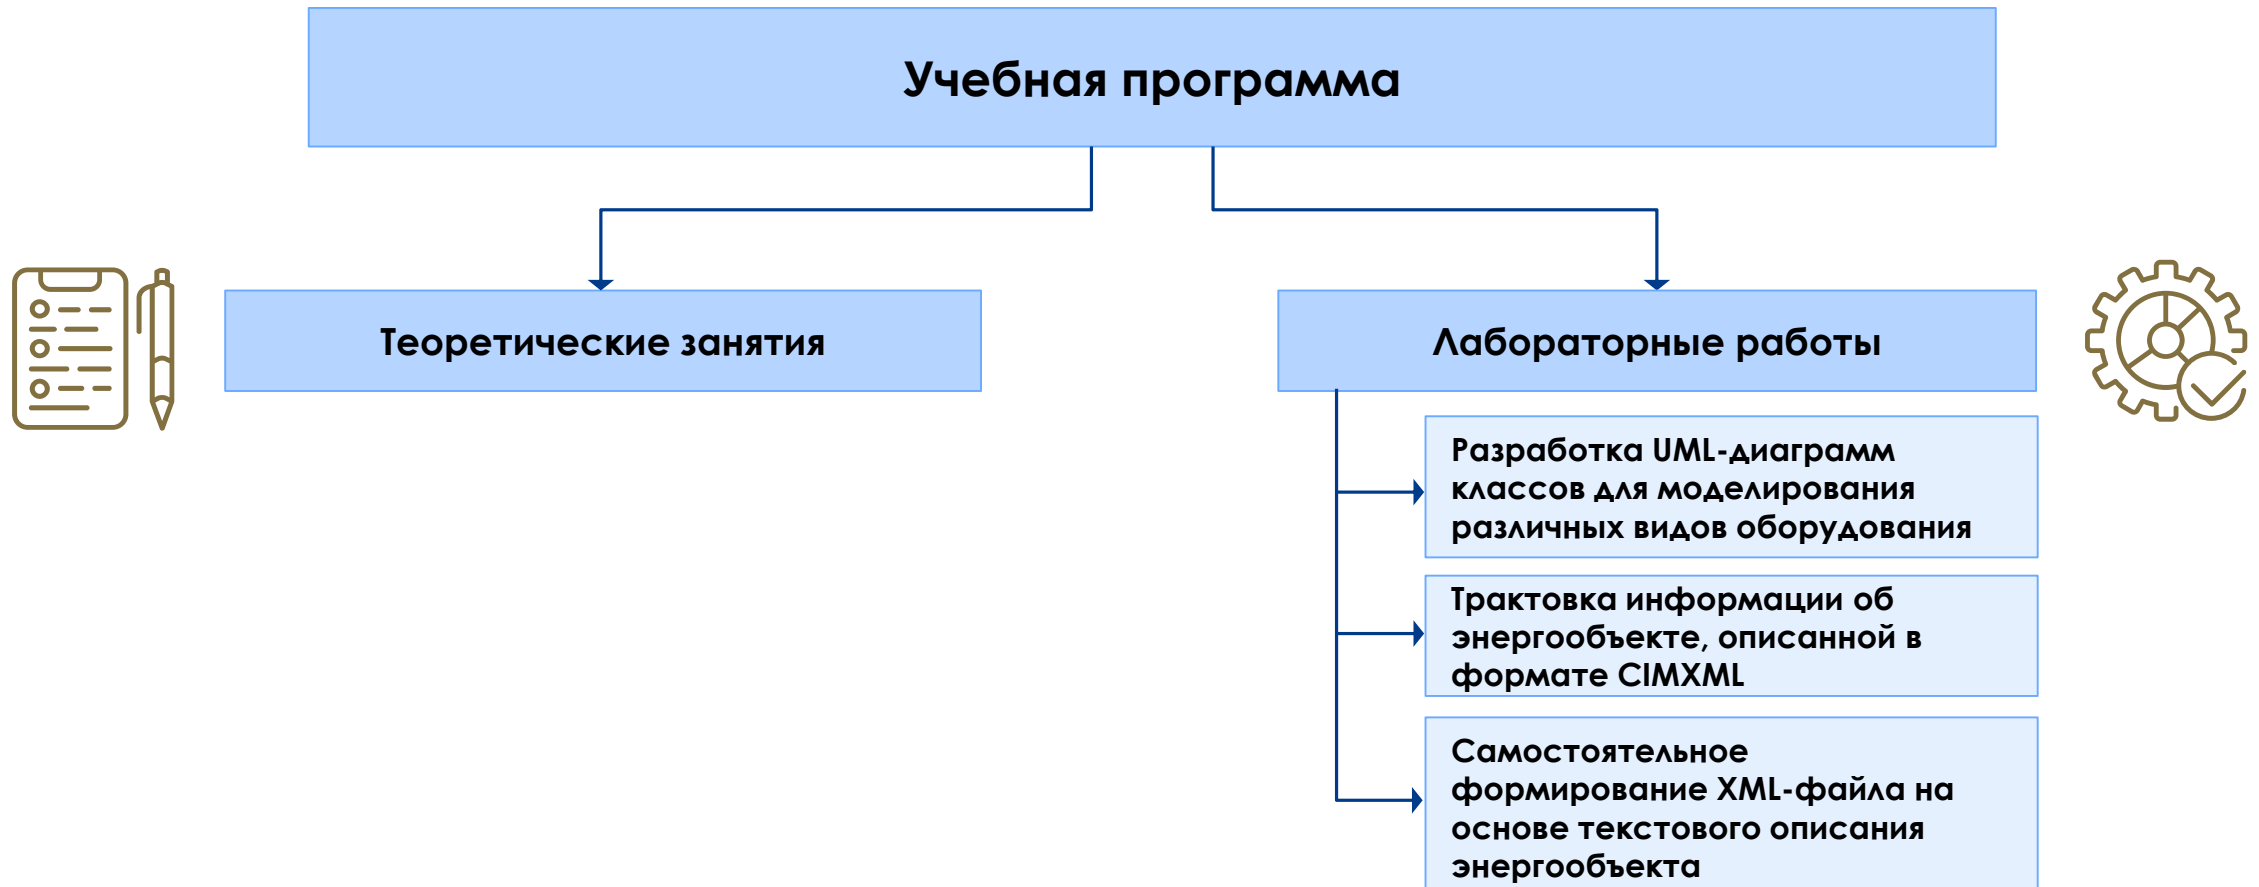 Учебная программа
Теоретические занятия
Лабораторные работы
Разработка UML-диаграмм
классов для моделирования
различных видов оборудования
Трактовка информации об
энергообъекте, описанной в
формате CIMXML
Самостоятельное
формирование XML-файла на
основе текстового описания
энергообъекта